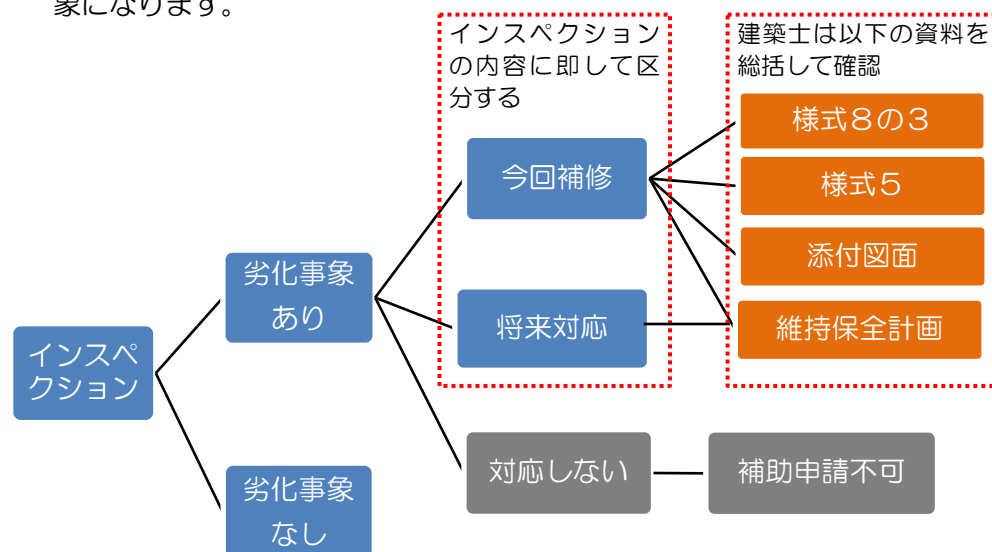 象になります。
インスペクション
の内容に即して区
分する
建築士は以下の資料を
総括して確認
様式８の３
今回補修
様式５
添付図面
劣化事象
あり
将来対応
維持保全計画
インスペ
クション
対応しない
補助申請不可
劣化事象
なし